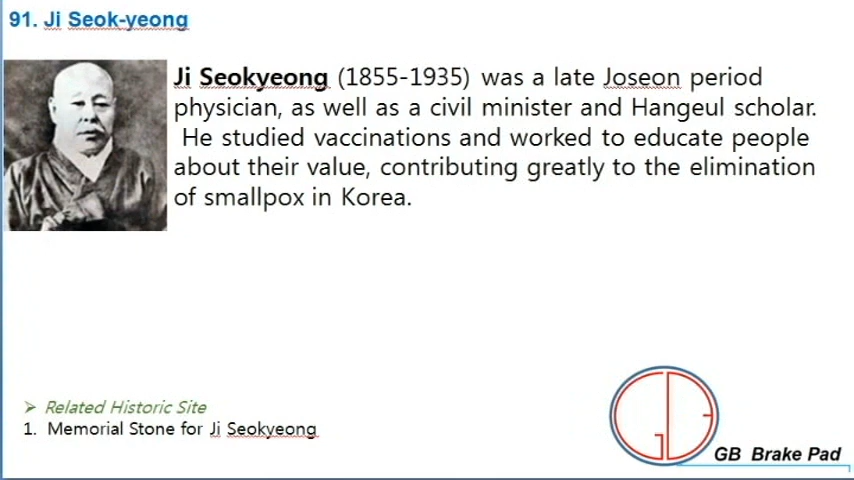 91. Ji Seok-yeong
Ji Seokyeong (1855-1935) was a late Joseon period
physician, as well as a civil minister and Hangeul scholar.
He studied vaccinations and worked to educate people
about their value, contributing greatly to the elimination
of smallpox in Korea.
➢ Related Historic Site
1. Memorial Stone for Ji Seokyeong
GB Brake Pad